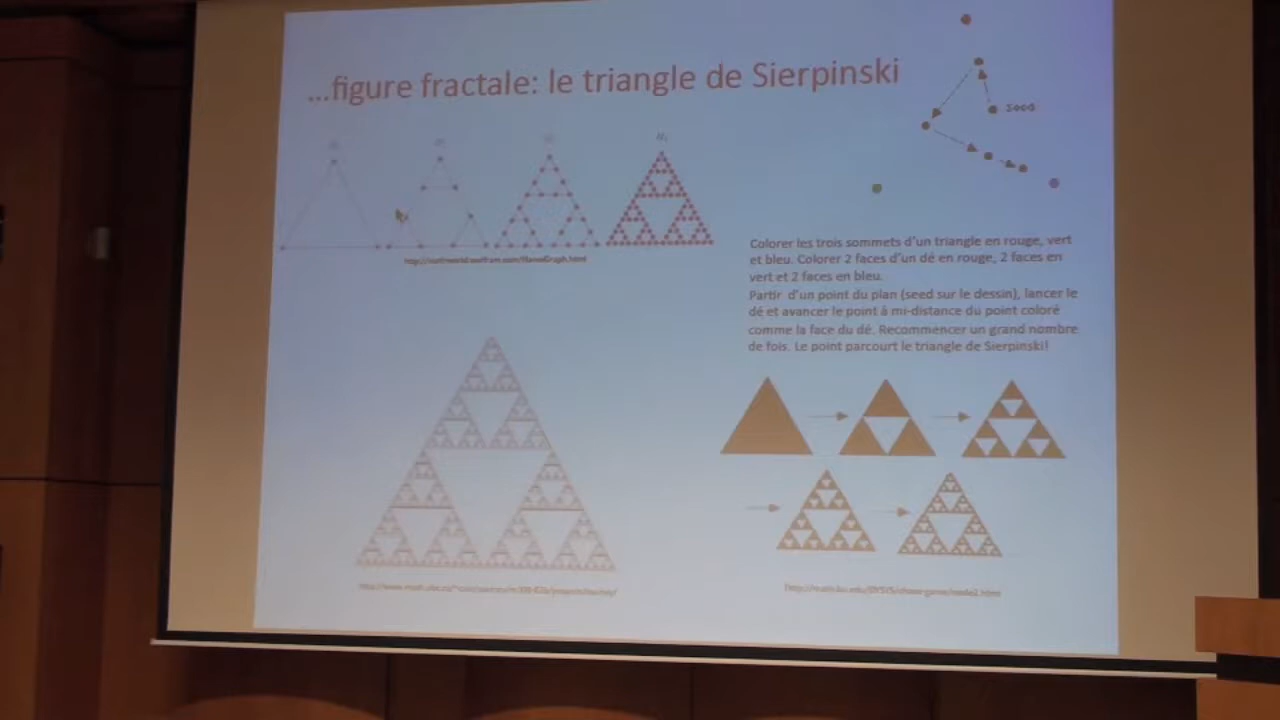 ...figure fractale: le triangle de Sierpinski
Seed
Colorer les trois sommets d'un triangle en rouge, vert
et bleu. Colorer 2 faces d'un dé en rouge, 2 faces en
vert et 2 faces en bleu.
Partir d'un point du plan (seed sur le dessin), lancer le
dé et avancer le point à mi-distance du point coloré
comme la face du dé. Recommencer un grand nombre
de fois. Le point parcourt le triangle de Sierpinski!